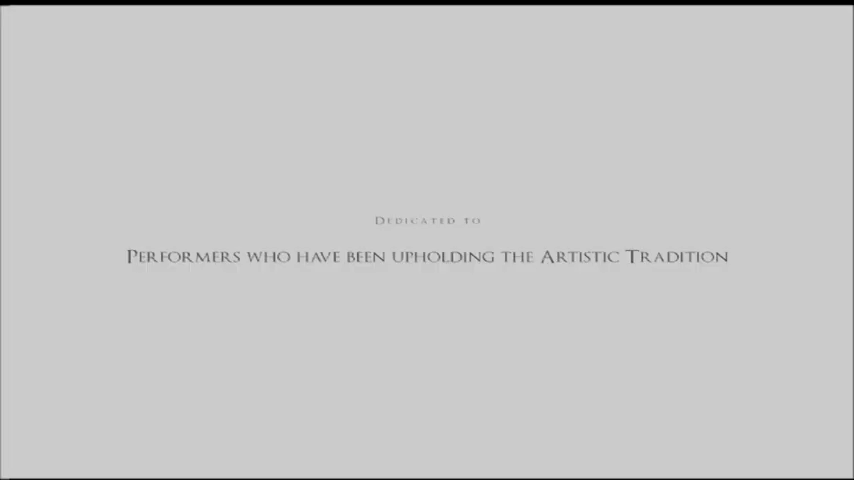 Dedicated to
Performers who have been upholding the Artistic Tradition